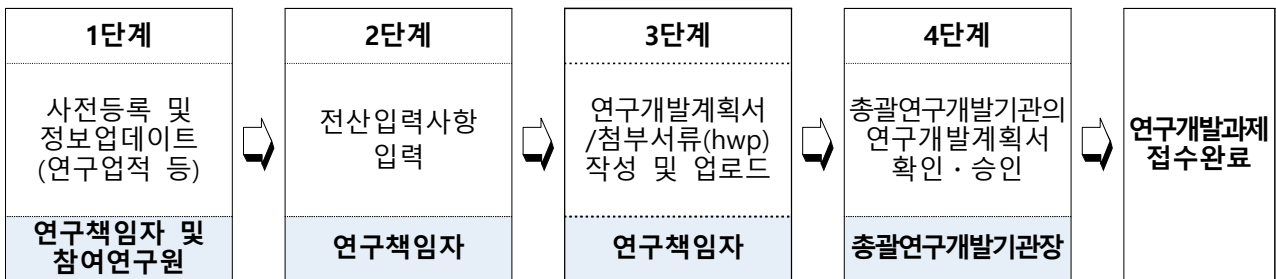 1단계
사전등록 및
정보업데이트
(연구업적 등)
연구책임자 및
참여연구원
2단계
전산입력사항
입력
연구책임자
3단계
연구개발계획서
/첨부서류(hwp)
작성 및 업로드
연구책임자
4단계
총괄연구개발기관의
연구개발계획서
확인・승인
총괄연구개발기관장
연구개발과제
접수완료